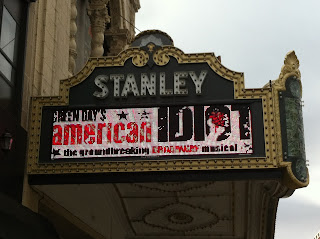 STANLEY
GREEN DAY'S
american IDIOT
the groundbreaking BROADWAY musical